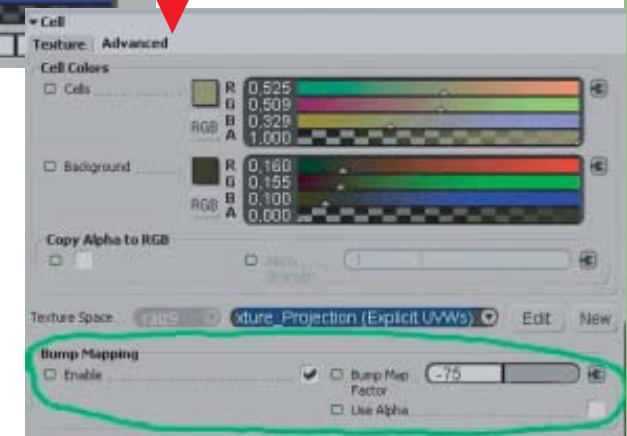 Cell
Texture Advanced
Cell Colors
Cells R 0,525
G 0,509
RGB B 0,329
A 1,000
Background R 0,160
G 0,155
RGB B 0,100
A 0,000
Copy Alpha to RGB
Texture Space xture_Projection (Explicit UVWs) Edit New
Bump Mapping
Enable Bump Map Factor -75
Use Alpha